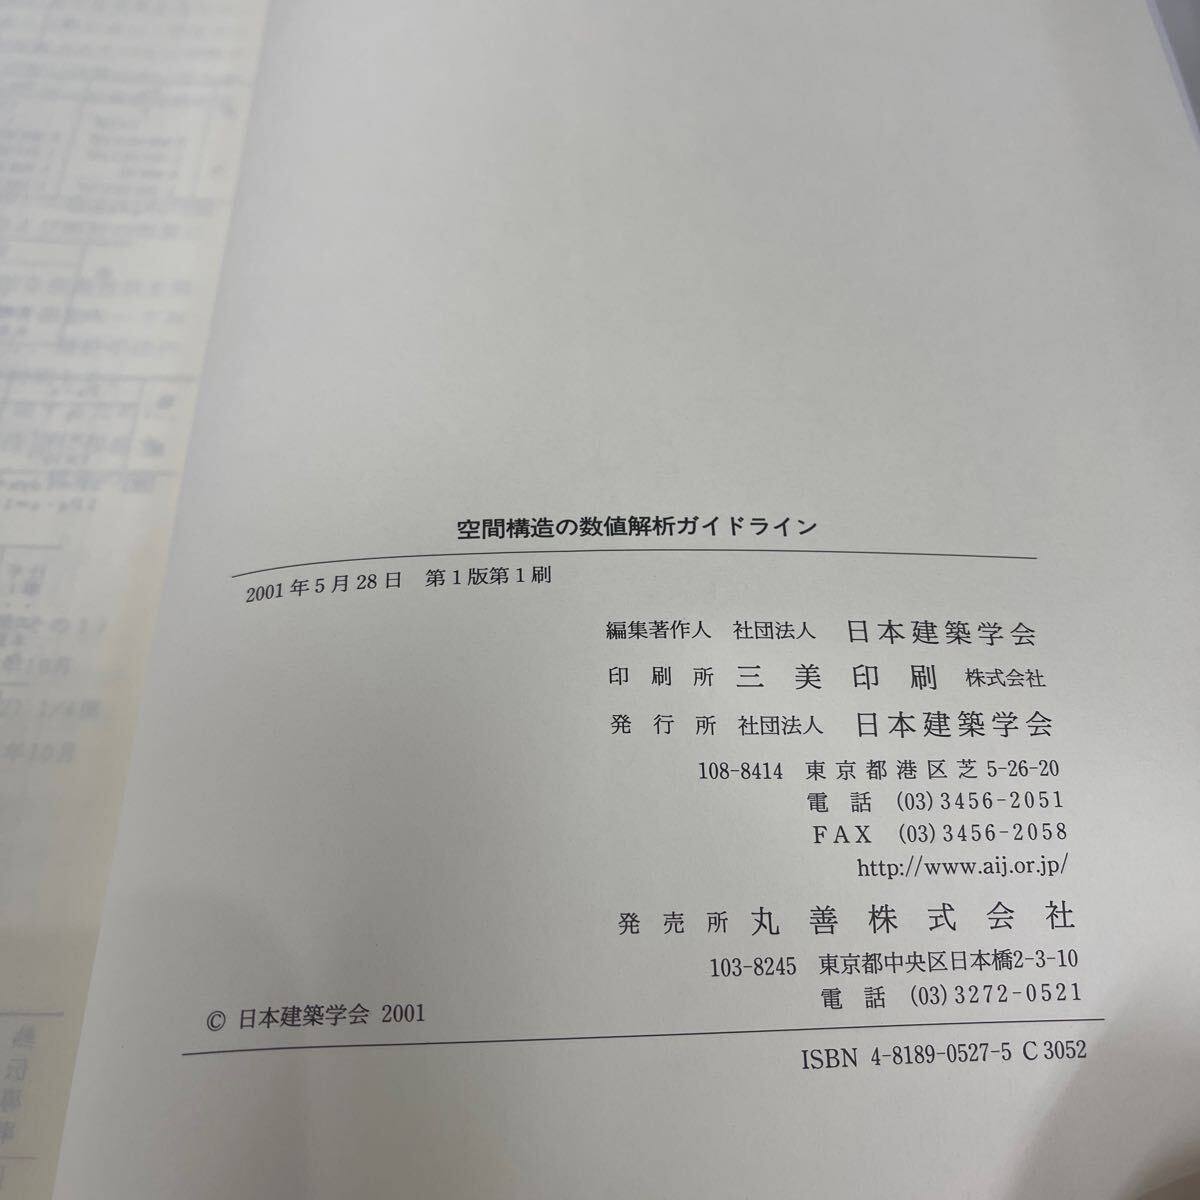 空間構造の数値解析ガイドライン
2001年5月28日　第1版第1刷
編集著作人　社団法人　日本建築学会
印刷所　三美印刷　株式会社
発行所　社団法人　日本建築学会
108-8414　東京都港区芝5-26-20
電話　(03)3456-2051
FAX　(03)3456-2058
http://www.aij.or.jp/
発売所　丸善株式会社
103-8245　東京都中央区日本橋2-3-10
電話　(03)3272-0521
© 日本建築学会 2001
ISBN 4-8189-0527-5 C3052